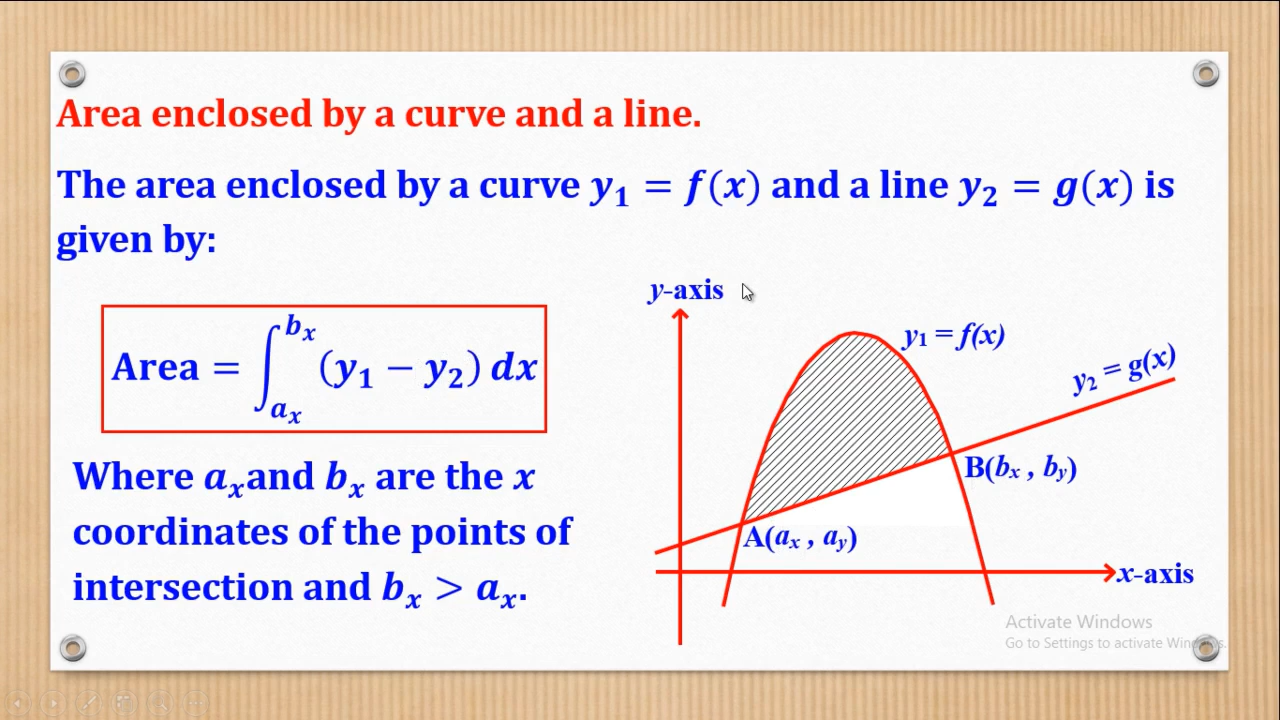 Area enclosed by a curve and a line.
The area enclosed by a curve y₁ = f(x) and a line y₂ = g(x) is
given by:
Area = ∫_{aₓ}^{bₓ} (y₁ − y₂) dx
Where aₓand bₓ are the x
coordinates of the points of
intersection and bₓ > aₓ.
y-axis
y₁ = f(x)
y₂ = g(x)
B(bₓ , b_y)
A(aₓ , a_y)
x-axis
Activate Windows
Go to Settings to activate Windows.